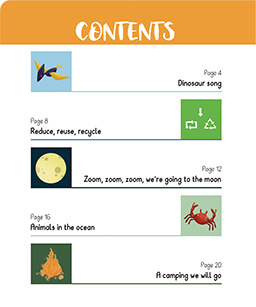 CONTENTS
Page 4
Dinosaur song
Page 8
Reduce, reuse, recycle
Page 12
Zoom, zoom, zoom, we're going to the moon
Page 16
Animals in the ocean
Page 20
A camping we will go